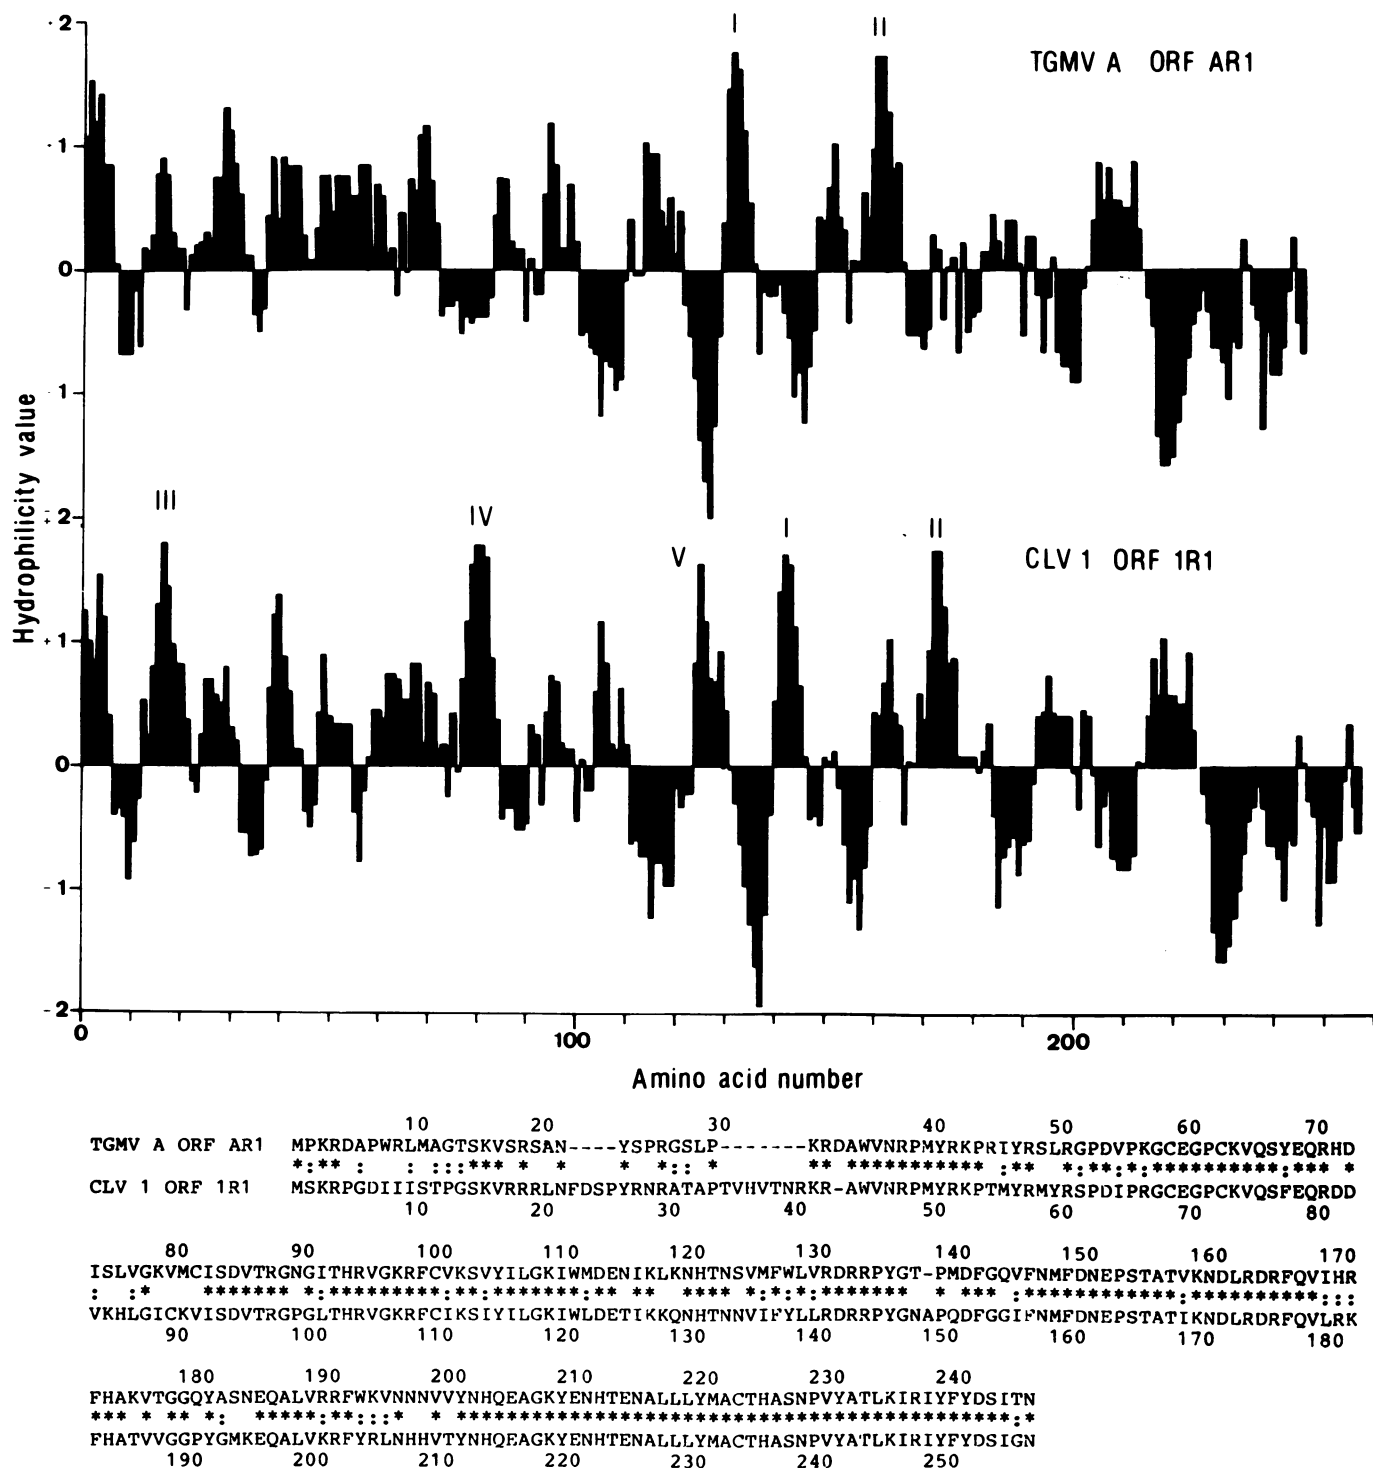 I II
TGMV A ORF AR1
+2
+1
0
-1
-2
Hydrophilicity value
III IV V I II
CLV 1 ORF 1R1
+2
+1
0
-1
-2
0 100 200
Amino acid number
10 20 30 40 50 60 70
TGMV A ORF AR1 MPKRDAPWRLMAGTSKVSRSAN----YSPRGSLP-------KRDAWVNRPMYRKPRIYRSLRGPDVPKGCEGPCKVQSYEQRHD
*:** : : :::*** * * * *::* ** *********** :** *:*:*:************:*** *
CLV 1 ORF 1R1 MSKRPGDIIISTPGSKVRRRLNFDSPYRNRATAPTVHVTNRKR-AWVNRPMYRKPTMYRMYRSPDIPRGCEGPCKVQSFEQRDD
10 20 30 40 50 60 70 80
80 90 100 110 120 130 140 150 160 170
ISLVGKVMCISDVTRGNGITHRVGKRFCVKSVYILGKIWMDENIKLKNHTNSVMFWLVRDRRPYGT-PMDFGQVFNMFDNEPSTATVKNDLRDRFQVIHR
: :* *******:**********:**:*******:** ** **** *:*:*:********* * *** :************:**********:::
VKHLGICKVISDVTRGPGLTHRVGKRFCIKSIYILGKIWLDETIKKQNHTNNVIFYLLRDRRPYGNAPQDFGGIFNMFDNEPSTATIKNDLRDRFQVLRK
90 100 110 120 130 140 150 160 170 180
180 190 200 210 220 230 240
FHAKVTGGQYASNEQALVRRFWKVNNNVVYNHQEAGKYENHTENALLLYMACTHASNPVYATLKIRIYFYDSITN
*** * ** *: *****:** :::* * ********************************************:*
FHATVVGGPYGMKEQALVKRFYRLNHHVTYNHQEAGKYENHTENALLLYMACTHASNPVYATLKIRIYFYDSIGN
190 200 210 220 230 240 250